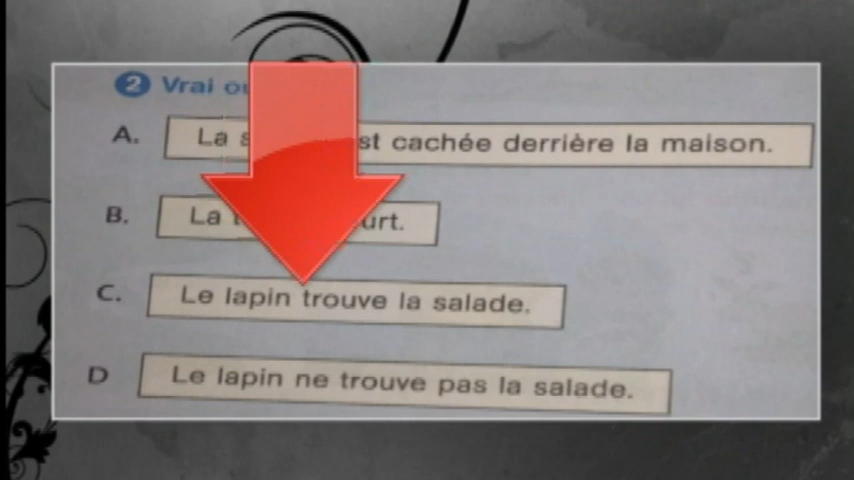 2 Vrai
A. La st cachée derrière la maison.
B. La urt.
C. Le lapin trouve la salade.
D Le lapin ne trouve pas la salade.